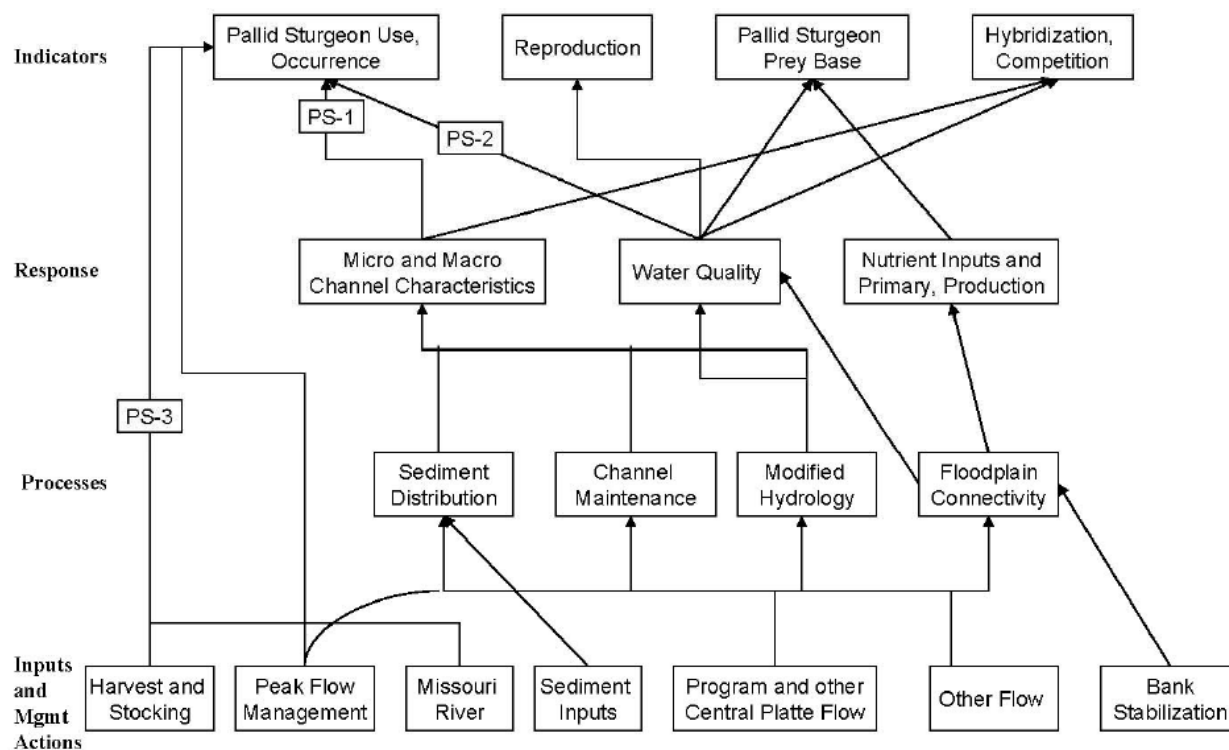 Indicators
Pallid Sturgeon Use,
Occurrence
Reproduction
Pallid Sturgeon
Prey Base
Hybridization,
Competition
PS-1
PS-2
Response
Micro and Macro
Channel Characteristics
Water Quality
Nutrient Inputs and
Primary, Production
PS-3
Processes
Sediment
Distribution
Channel
Maintenance
Modified
Hydrology
Floodplain
Connectivity
Inputs
and
Mgmt
Actions
Harvest and
Stocking
Peak Flow
Management
Missouri
River
Sediment
Inputs
Program and other
Central Platte Flow
Other Flow
Bank
Stabilization